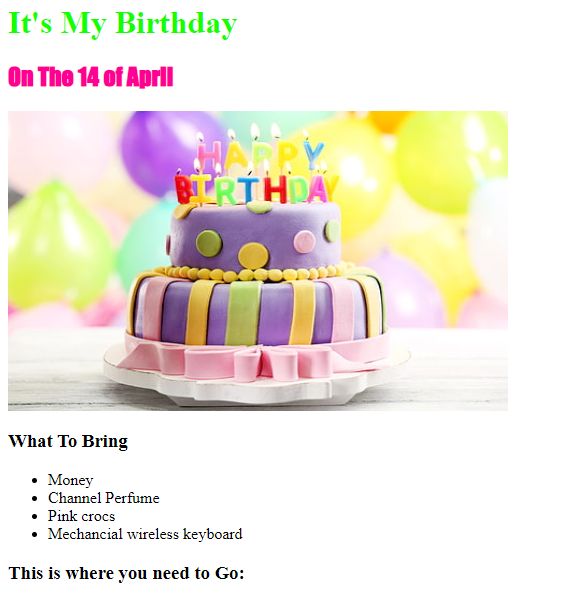 It's My Birthday
On The 14 of April
HAPPY
BIRTHDAY
What To Bring
Money
Channel Perfume
Pink crocs
Mechancial wireless keyboard
This is where you need to Go: